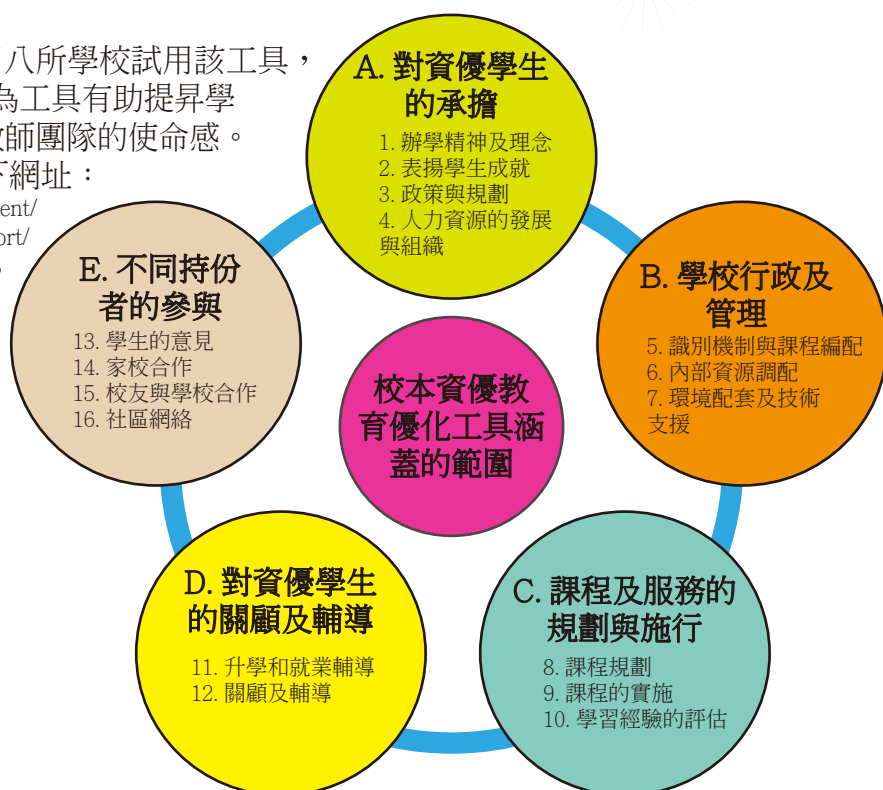 八所學校試用該工具，
為工具有助提昇學
師團隊的使命感。
下網址：
ent/
ort/
A. 對資優學生
的承擔
1. 辦學精神及理念
2. 表揚學生成就
3. 政策與規劃
4. 人力資源的發展
與組織
B. 學校行政及
管理
5. 識別機制與課程編配
6. 內部資源調配
7. 環境配套及技術
支援
C. 課程及服務的
規劃與施行
8. 課程規劃
9. 課程的實施
10. 學習經驗的評估
D. 對資優學生
的關顧及輔導
11. 升學和就業輔導
12. 關顧及輔導
E. 不同持份
者的參與
13. 學生的意見
14. 家校合作
15. 校友與學校合作
16. 社區網絡
校本資優教
育優化工具涵
蓋的範圍